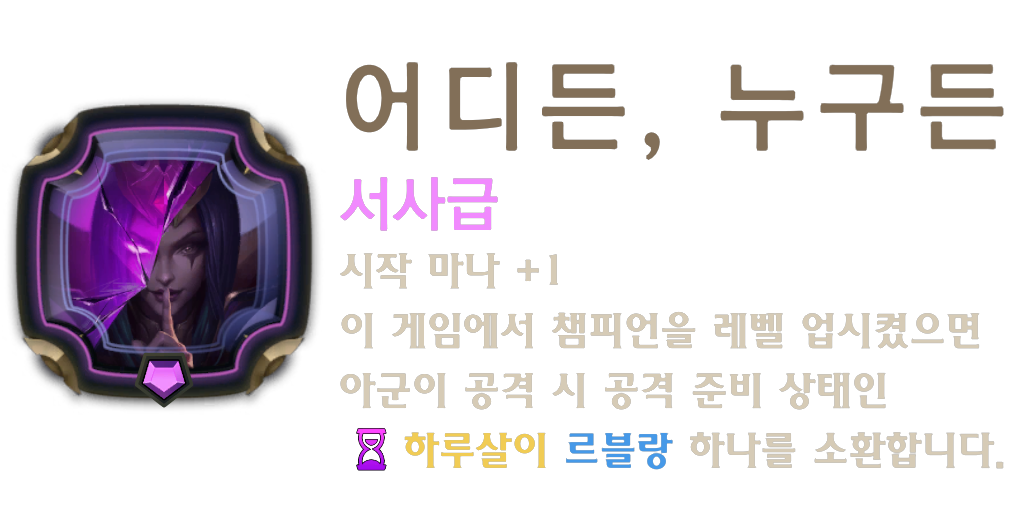 어디든, 누구든
서사급
시작 마나 +1
이 게임에서 챔피언을 레벨 업시켰으면
아군이 공격 시 공격 준비 상태인
하루살이 르블랑 하나를 소환합니다.